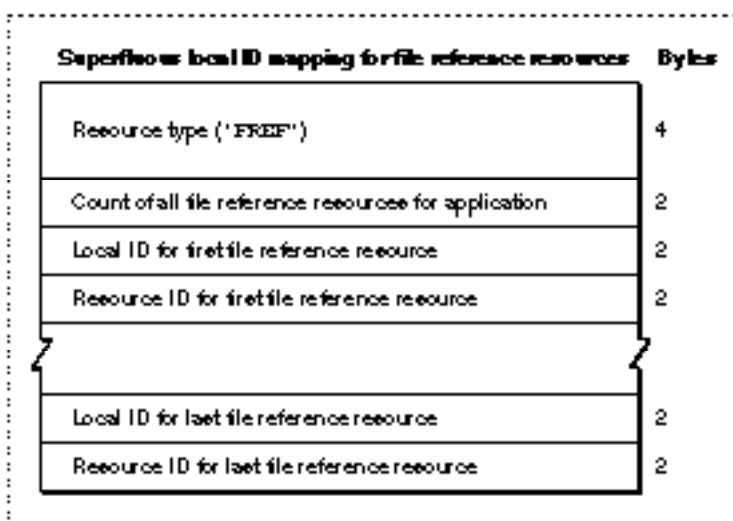 Superfluous local ID mapping for file reference resources Bytes
Resource type ('FREF') 4
Count of all file reference resources for application 2
Local ID for first file reference resource 2
Resource ID for first file reference resource 2
Local ID for last file reference resource 2
Resource ID for last file reference resource 2